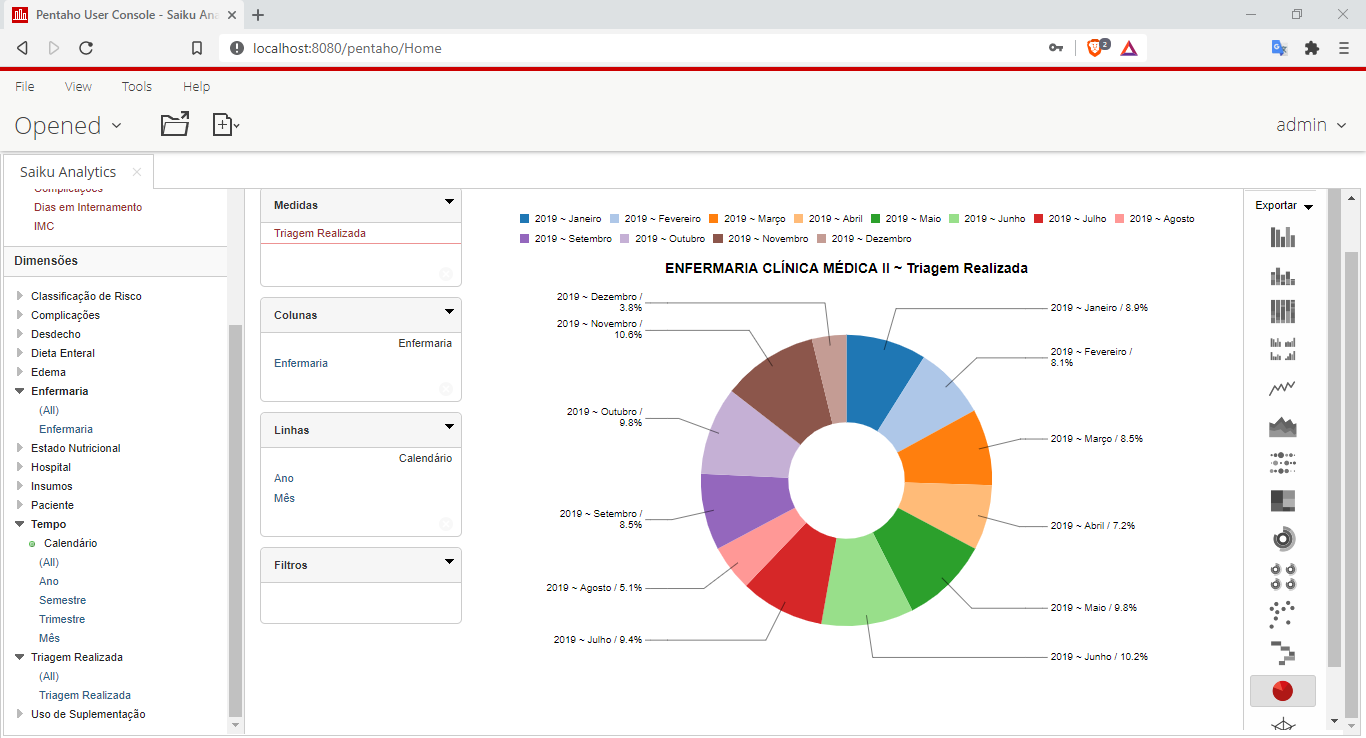 Pentaho User Console - Saiku Ana
localhost:8080/pentaho/Home
2
File View Tools Help
Opened
admin
Saiku Analytics
Complicações
Dias em Internamento
IMC
Dimensões
Classificação de Risco
Complicações
Desdecho
Dieta Enteral
Edema
Enfermaria
(All)
Enfermaria
Estado Nutricional
Hospital
Insumos
Paciente
Tempo
Calendário
(All)
Ano
Semestre
Trimestre
Mês
Triagem Realizada
(All)
Triagem Realizada
Uso de Suplementação
Medidas
Triagem Realizada
Colunas
Enfermaria
Enfermaria
Linhas
Calendário
Ano
Mês
Filtros
2019 ~ Janeiro 2019 ~ Fevereiro 2019 ~ Março 2019 ~ Abril 2019 ~ Maio 2019 ~ Junho 2019 ~ Julho 2019 ~ Agosto
2019 ~ Setembro 2019 ~ Outubro 2019 ~ Novembro 2019 ~ Dezembro
ENFERMARIA CLÍNICA MÉDICA II ~ Triagem Realizada
2019 ~ Dezembro /
3.8%
2019 ~ Novembro /
10.6%
2019 ~ Outubro /
9.8%
2019 ~ Setembro /
8.5%
2019 ~ Agosto / 5.1%
2019 ~ Julho / 9.4%
2019 ~ Janeiro / 8.9%
2019 ~ Fevereiro /
8.1%
2019 ~ Março / 8.5%
2019 ~ Abril / 7.2%
2019 ~ Maio / 9.8%
2019 ~ Junho / 10.2%
Exportar